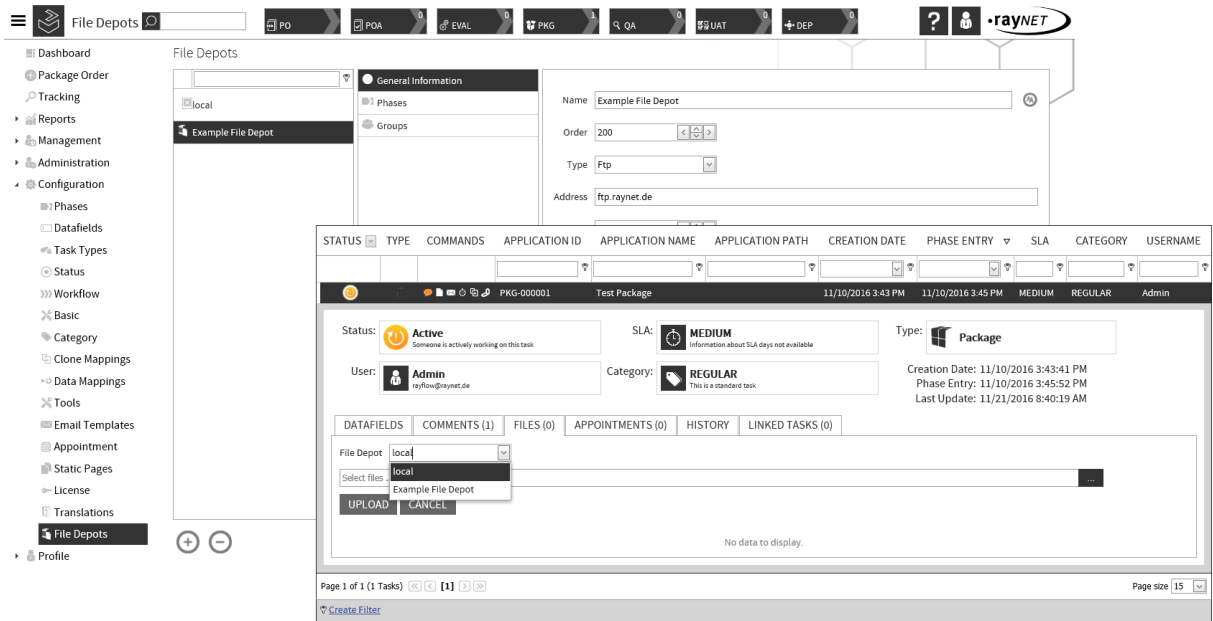 File Depots
PO
POA 0
EVAL 0
PKG 1
QA 0
UAT 0
DEP 0
?
rayNET
Dashboard
Package Order
Tracking
Reports
Management
Administration
Configuration
Phases
Datafields
Task Types
Status
Workflow
Basic
Category
Clone Mappings
Data Mappings
Tools
Email Templates
Appointment
Static Pages
License
Translations
File Depots
Profile
File Depots
local
Example File Depot
General Information
Phases
Groups
Name Example File Depot
Order 200
Type Ftp
Address ftp.raynet.de
STATUS TYPE COMMANDS APPLICATION ID APPLICATION NAME APPLICATION PATH CREATION DATE PHASE ENTRY SLA CATEGORY USERNAME
PKG-000001 Test Package 11/10/2016 3:43 PM 11/10/2016 3:45 PM MEDIUM REGULAR Admin
Status: Active
Someone is actively working on this task
SLA: MEDIUM
Information about SLA days not available
Type: Package
User: Admin
rayflow@raynet.de
Category: REGULAR
This is a standard task
Creation Date: 11/10/2016 3:43:41 PM
Phase Entry: 11/10/2016 3:45:52 PM
Last Update: 11/21/2016 8:40:19 AM
DATAFIELDS COMMENTS (1) FILES (0) APPOINTMENTS (0) HISTORY LINKED TASKS (0)
File Depot local
local
Example File Depot
Select files ...
...
UPLOAD CANCEL
No data to display.
Page 1 of 1 (1 Tasks) [1]
Page size 15
Create Filter